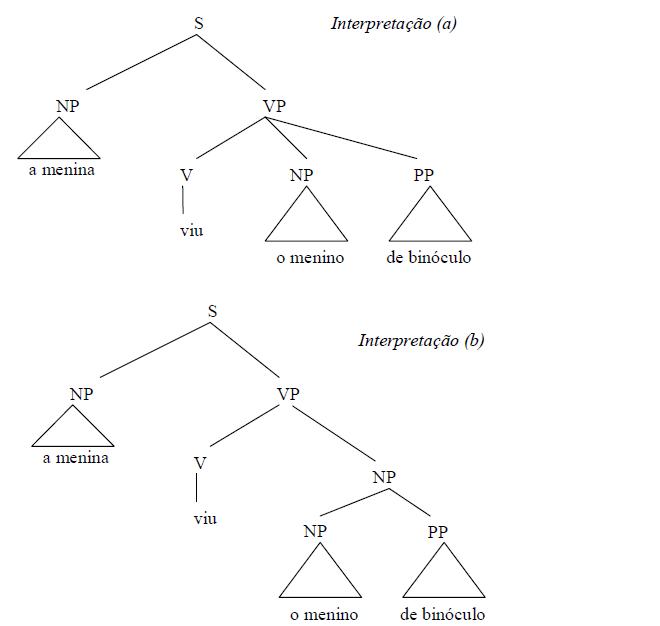 S Interpretação (a)
NP VP
a menina V NP PP
viu
o menino de binóculo
S
Interpretação (b)
NP VP
a menina V
NP
viu
NP PP
o menino de binóculo